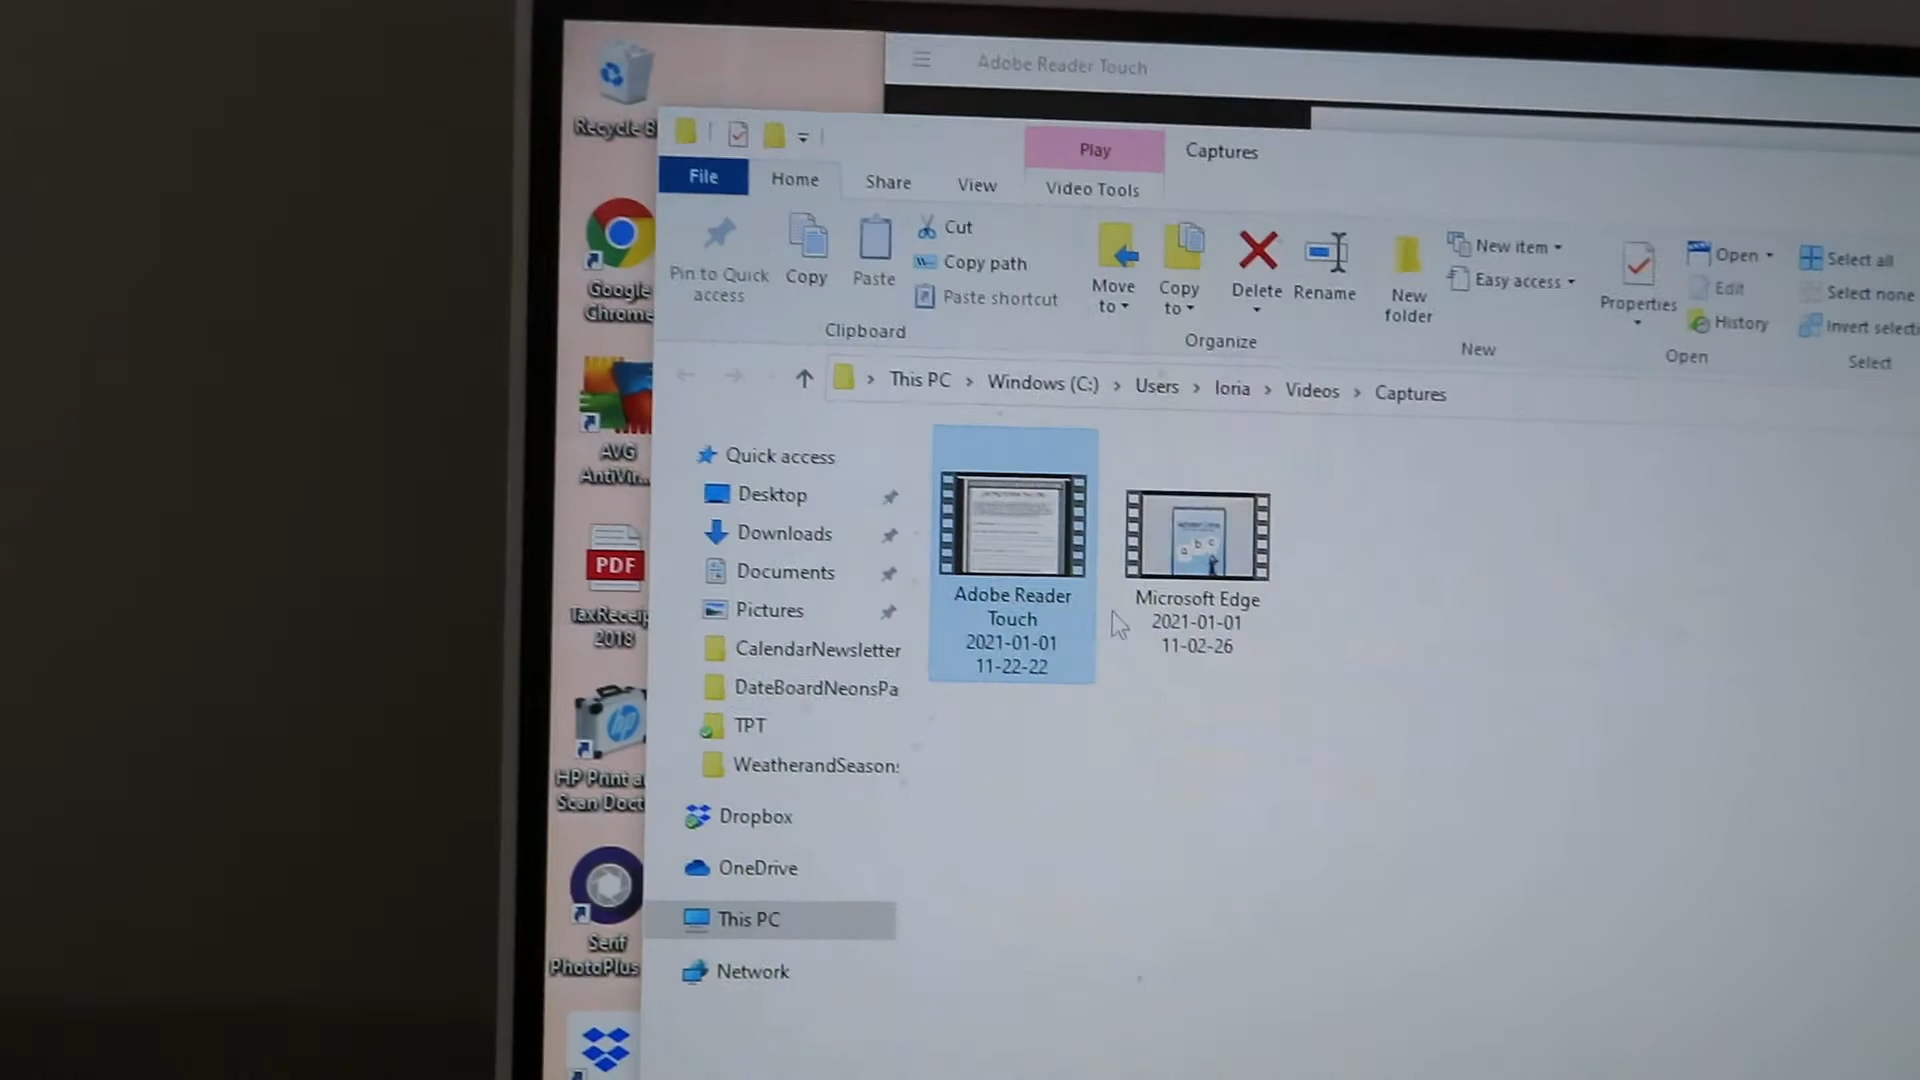 Adobe Reader Touch
Play
Captures
File
Home
Share
View
Video Tools
Pin to Quick
access
Copy
Paste
Cut
Copy path
Paste shortcut
Clipboard
Move
to
Copy
to
Delete
Rename
Organize
New
folder
New item
Easy access
New
Properties
Open
Edit
History
Open
Select all
Select none
Invert selecti
Select
This PC > Windows (C:) > Users > loria > Videos > Captures
Quick access
Desktop
Downloads
Documents
Pictures
CalendarNewsletter
DateBoardNeonsPa
TPT
WeatherandSeasons
Dropbox
OneDrive
This PC
Network
Adobe Reader
Touch
2021-01-01
11-22-22
Microsoft Edge
2021-01-01
11-02-26
a b c
Recycle B
Google
Chrome
AVG
AntiVir...
PDF
TaxReceip
2018
hp
HP Print a
Scan Doct
Serif
PhotoPlus